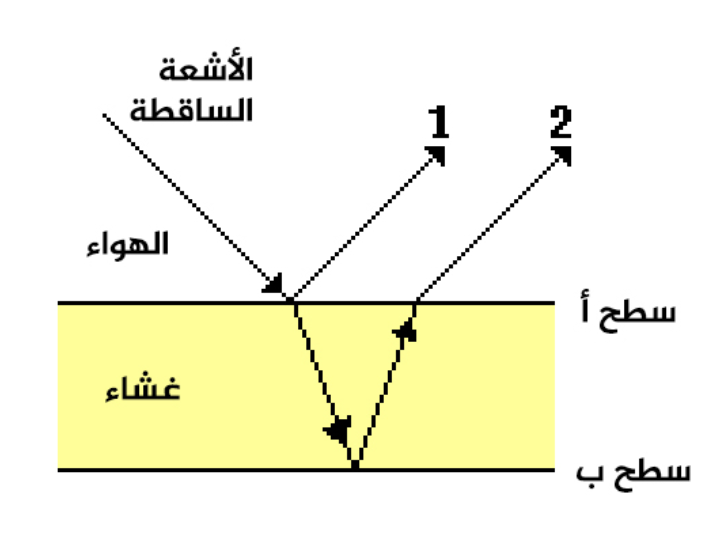 الأشعة
الساقطة
1
2
الهواء
سطح أ
غشاء
سطح ب